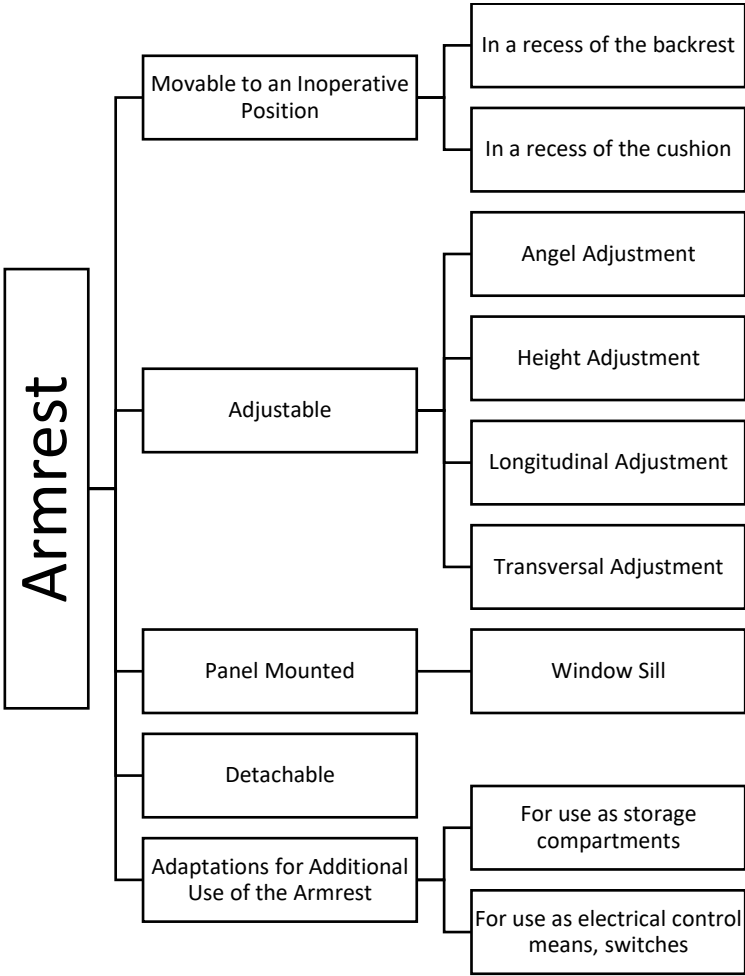 Armrest
Movable to an Inoperative
Position
In a recess of the backrest
In a recess of the cushion
Adjustable
Angel Adjustment
Height Adjustment
Longitudinal Adjustment
Transversal Adjustment
Panel Mounted
Window Sill
Detachable
Adaptations for Additional
Use of the Armrest
For use as storage
compartments
For use as electrical control
means, switches